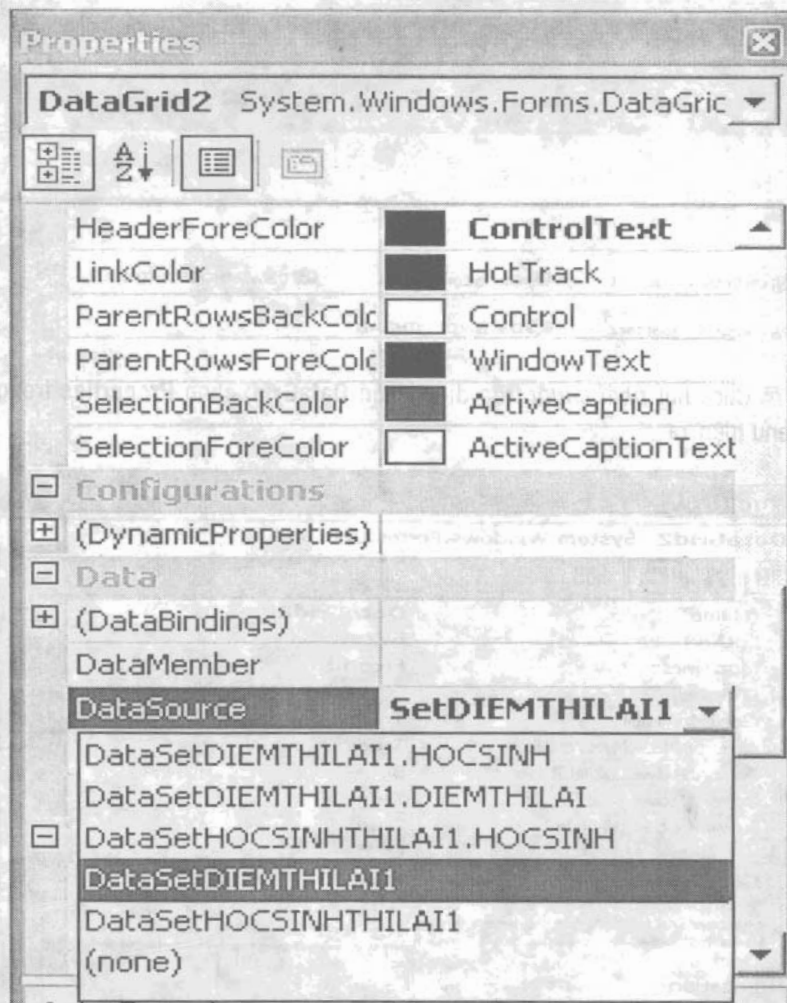 Properties
DataGrid2 System.Windows.Forms.DataGric
HeaderForeColor ControlText
LinkColor HotTrack
ParentRowsBackColc Control
ParentRowsForeColc WindowText
SelectionBackColor ActiveCaption
SelectionForeColor ActiveCaptionText
Configurations
(DynamicProperties)
Data
(DataBindings)
DataMember
DataSource SetDIEMTHILAI1
DataSetDIEMTHILAI1.HOCSINH
DataSetDIEMTHILAI1.DIEMTHILAI
DataSetHOCSINHTHILAI1.HOCSINH
DataSetDIEMTHILAI1
DataSetHOCSINHTHILAI1
(none)